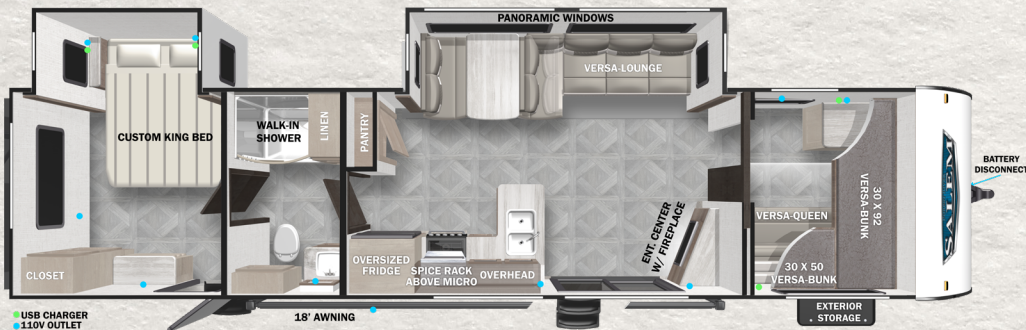 PANORAMIC WINDOWS
VERSA-LOUNGE
CUSTOM KING BED
WALK-IN
SHOWER
LINEN
PANTRY
BATTERY
DISCONNECT
SALEM
30 X 92
VERSA-BUNK
VERSA-QUEEN
30 X 50
VERSA-BUNK
ENT. CENTER
W/ FIREPLACE
OVERSIZED
FRIDGE
SPICE RACK
ABOVE MICRO
OVERHEAD
CLOSET
EXTERIOR
STORAGE
18' AWNING
USB CHARGER
110V OUTLET